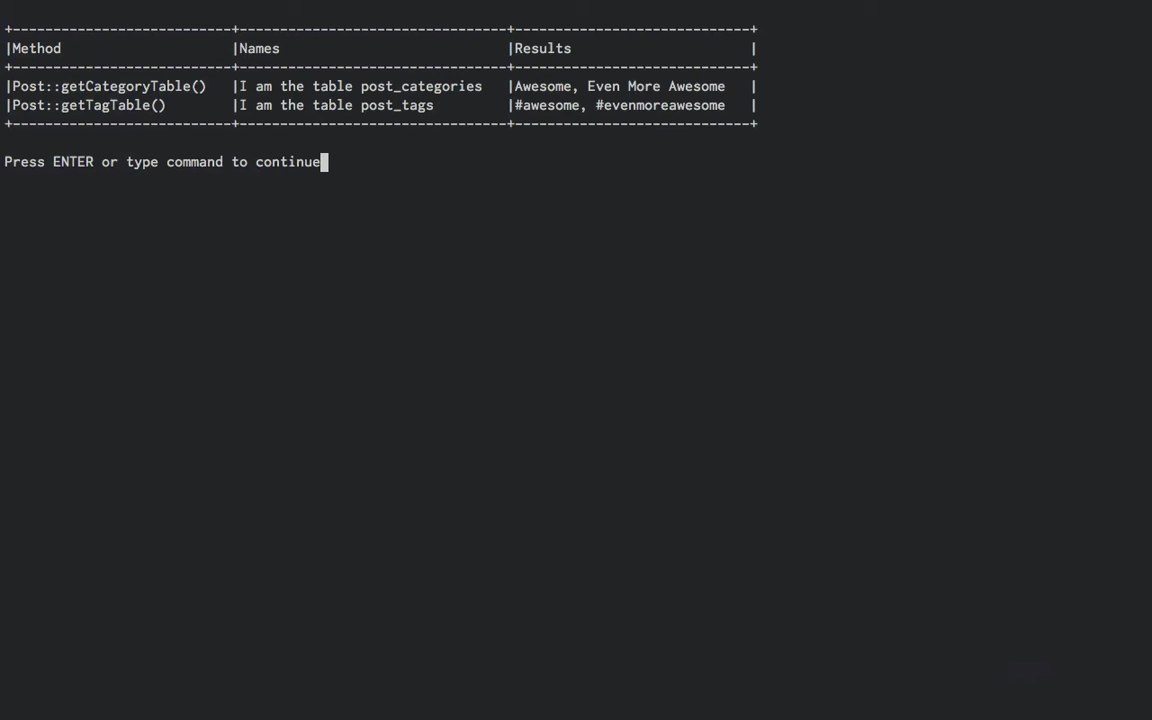 +---------------------------+---------------------------------+-----------------------------+
|Method |Names |Results |
+---------------------------+---------------------------------+-----------------------------+
|Post::getCategoryTable() |I am the table post_categories |Awesome, Even More Awesome |
|Post::getTagTable() |I am the table post_tags |#awesome, #evenmoreawesome |
+---------------------------+---------------------------------+-----------------------------+
Press ENTER or type command to continue